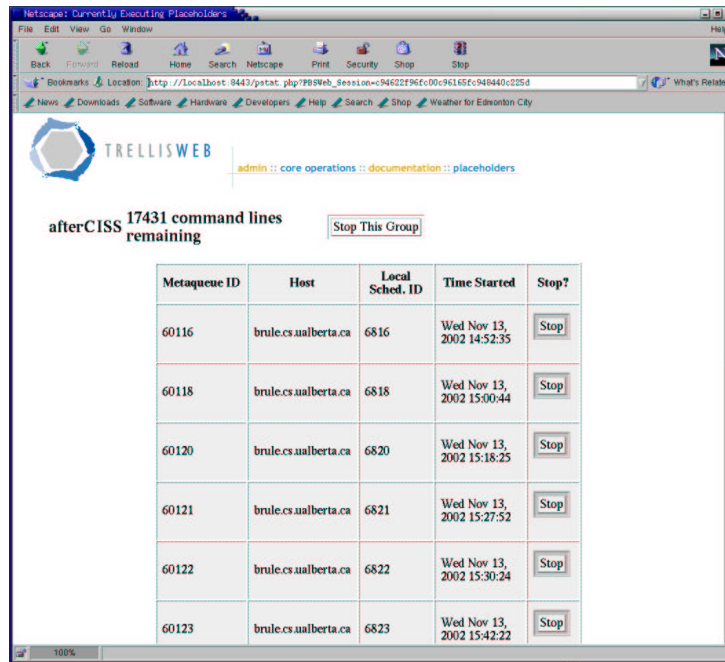 Netscape: Currently Executing Placeholders
File Edit View Go Window Help
Back Forward Reload Home Search Netscape Print Security Shop Stop
N
Bookmarks Location: http://localhost:8443/pstat.php?PBSWeb_Session=c94622f96fc00c96165fc948440c225d What's Relate
News Downloads Software Hardware Developers Help Search Shop Weather for Edmonton City
TRELLISWEB
admin :: core operations :: documentation :: placeholders
afterCISS 17431 command lines
remaining
Stop This Group
Metaqueue ID Host Local
Sched. ID Time Started Stop?
60116 brule.cs.ualberta.ca 6816 Wed Nov 13,
2002 14:52:35 Stop
60118 brule.cs.ualberta.ca 6818 Wed Nov 13,
2002 15:00:44 Stop
60120 brule.cs.ualberta.ca 6820 Wed Nov 13,
2002 15:18:25 Stop
60121 brule.cs.ualberta.ca 6821 Wed Nov 13,
2002 15:27:52 Stop
60122 brule.cs.ualberta.ca 6822 Wed Nov 13,
2002 15:30:24 Stop
60123 brule.cs.ualberta.ca 6823 Wed Nov 13,
2002 15:42:22 Stop
100%